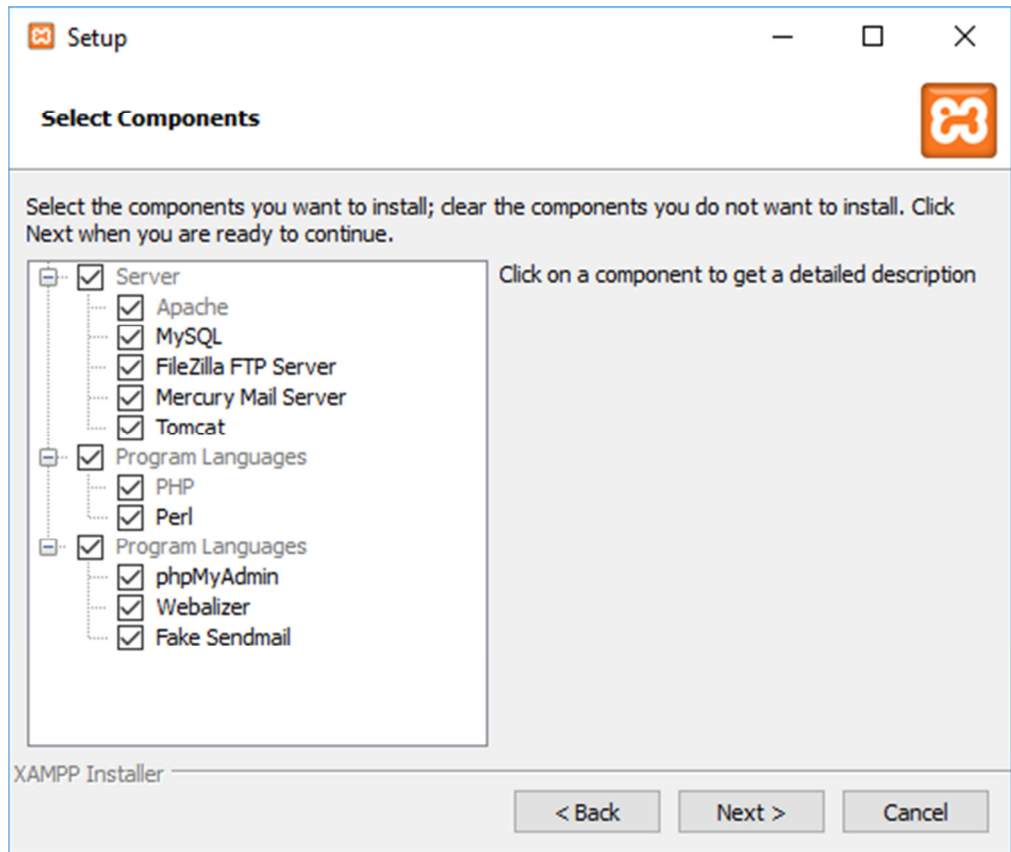 Setup
Select Components
Select the components you want to install; clear the components you do not want to install. Click
Next when you are ready to continue.
Server
Apache
MySQL
FileZilla FTP Server
Mercury Mail Server
Tomcat
Program Languages
PHP
Perl
Program Languages
phpMyAdmin
Webalizer
Fake Sendmail
Click on a component to get a detailed description
XAMPP Installer
< Back
Next >
Cancel